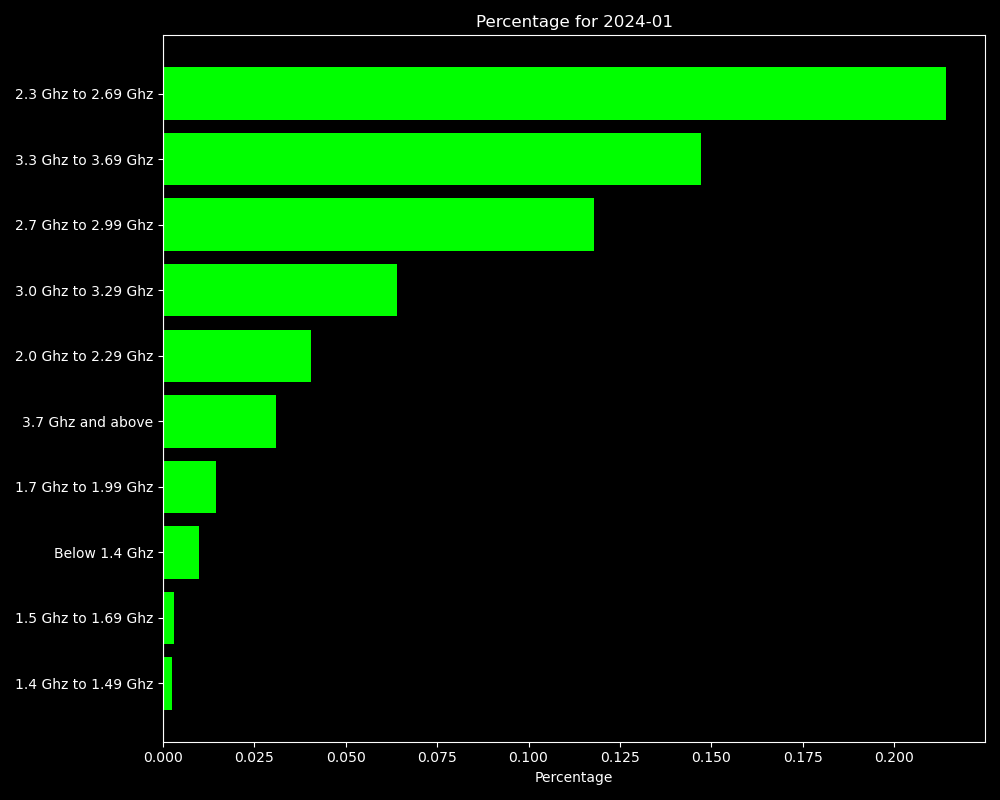 Percentage for 2024-01
2.3 Ghz to 2.69 Ghz
3.3 Ghz to 3.69 Ghz
2.7 Ghz to 2.99 Ghz
3.0 Ghz to 3.29 Ghz
2.0 Ghz to 2.29 Ghz
3.7 Ghz and above
1.7 Ghz to 1.99 Ghz
Below 1.4 Ghz
1.5 Ghz to 1.69 Ghz
1.4 Ghz to 1.49 Ghz
0.000 0.025 0.050 0.075 0.100 0.125 0.150 0.175 0.200
Percentage